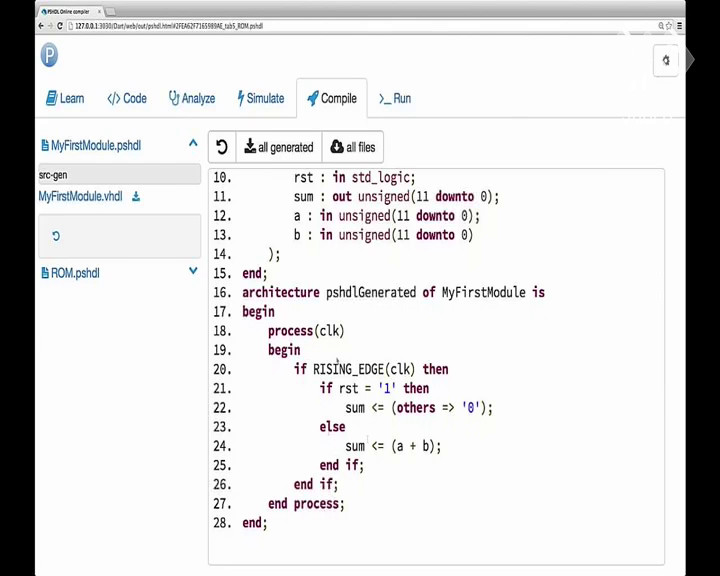 PSHDL Online compiler
127.0.0.1:3030/Dart/web/out/pshdl.html#2FEA62F7165989AE_tab5_ROM.pshdl
P
Learn </> Code Analyze Simulate Compile >_ Run
MyFirstModule.pshdl
src-gen
MyFirstModule.vhdl
ROM.pshdl
all generated all files
10. rst : in std_logic;
11. sum : out unsigned(11 downto 0);
12. a : in unsigned(11 downto 0);
13. b : in unsigned(11 downto 0)
14. );
15. end;
16. architecture pshdlGenerated of MyFirstModule is
17. begin
18. process(clk)
19. begin
20. if RISING_EDGE(clk) then
21. if rst = '1' then
22. sum <= (others => '0');
23. else
24. sum <= (a + b);
25. end if;
26. end if;
27. end process;
28. end;